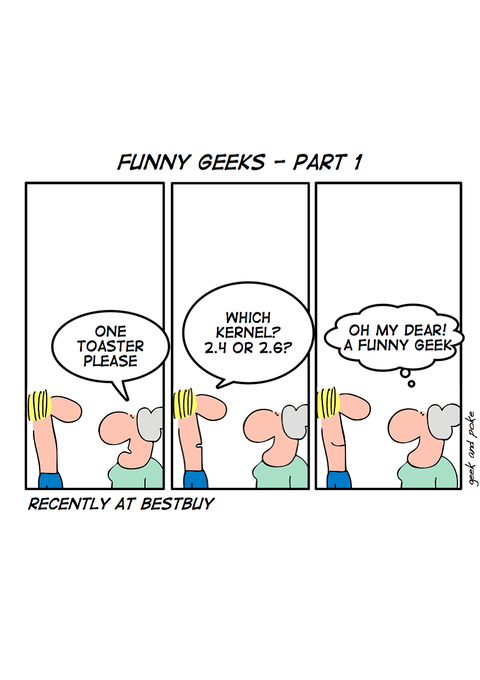 FUNNY GEEKS - PART 1
ONE
TOASTER
PLEASE
WHICH
KERNEL?
2.4 OR 2.6?
OH MY DEAR!
A FUNNY GEEK
RECENTLY AT BESTBUY
geek and poke